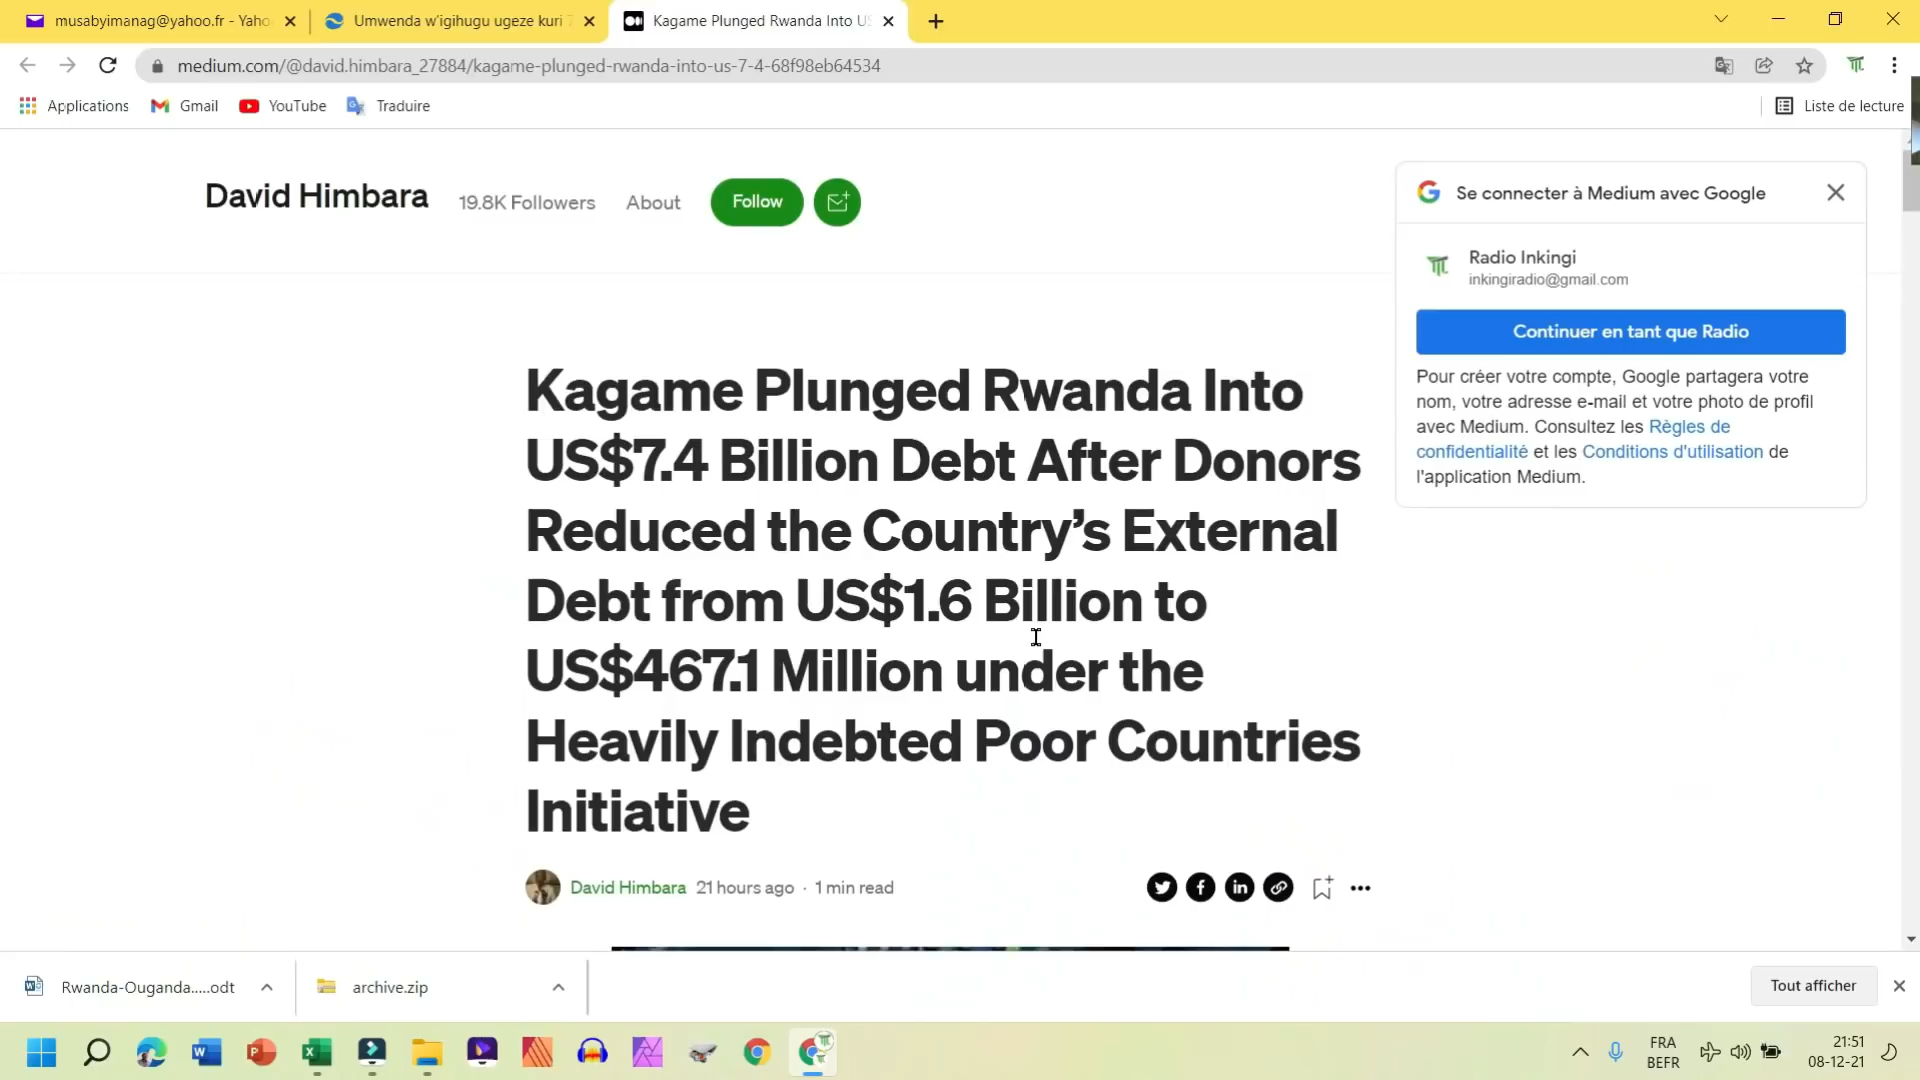 musabyimanag@yahoo.fr - Yaho
Umwenda w'igihugu ugeze kuri 7
Kagame Plunged Rwanda Into US
medium.com/@david.himbara_27884/kagame-plunged-rwanda-into-us-7-4-68f98eb64534
Applications
Gmail
YouTube
Traduire
Liste de lecture
David Himbara
19.8K Followers
About
Follow
Se connecter à Medium avec Google
Radio Inkingi
inkingiradio@gmail.com
Continuer en tant que Radio
Pour créer votre compte, Google partagera votre
nom, votre adresse e-mail et votre photo de profil
avec Medium. Consultez les Règles de
confidentialité et les Conditions d'utilisation de
l'application Medium.
Kagame Plunged Rwanda Into
US$7.4 Billion Debt After Donors
Reduced the Country's External
Debt from US$1.6 Billion to
US$467.1 Million under the
Heavily Indebted Poor Countries
Initiative
David Himbara 21 hours ago · 1 min read
Rwanda-Ouganda.....odt
archive.zip
Tout afficher
FRA
BEFR
21:51
08-12-21